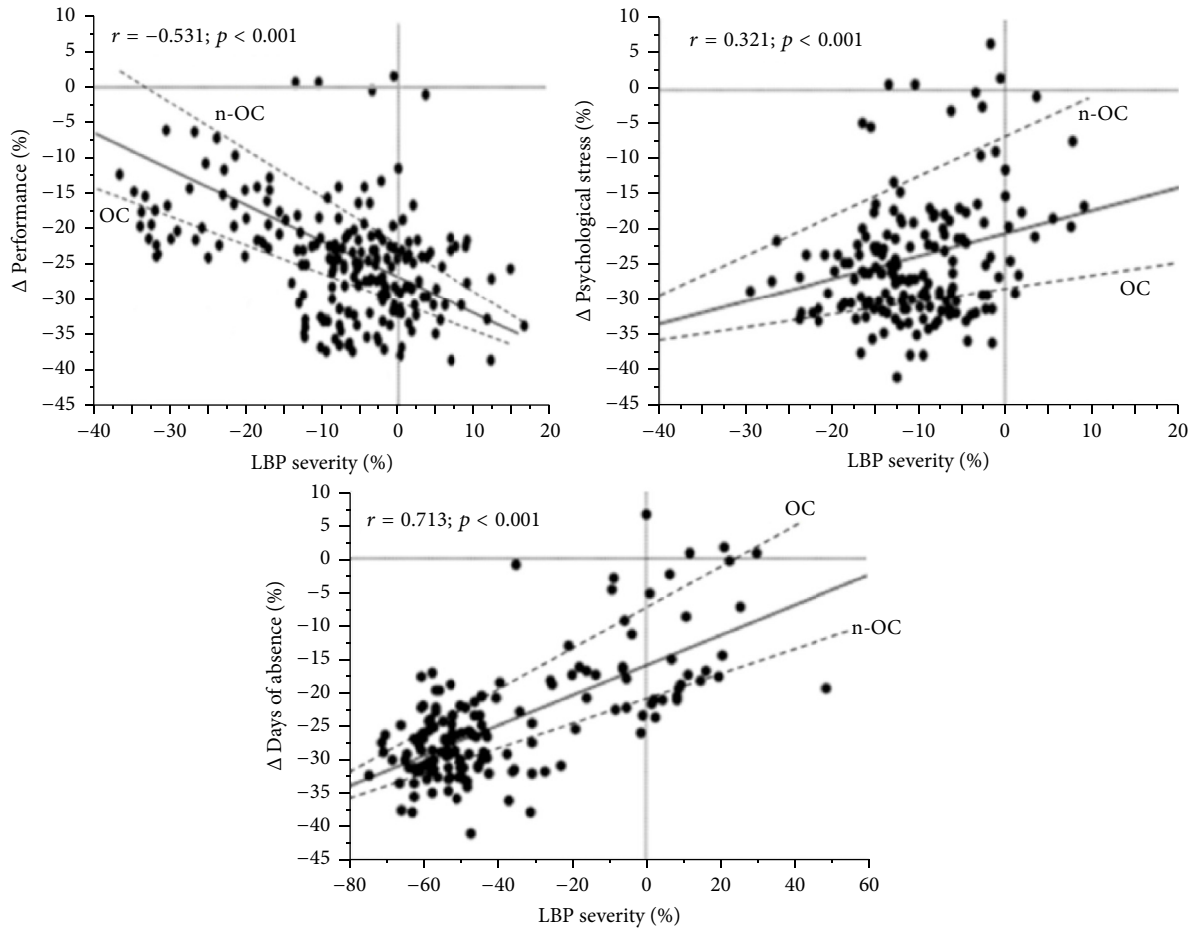 r = −0.531; p < 0.001
n-OC
OC
Δ Performance (%)
10
5
0
−5
−10
−15
−20
−25
−30
−35
−40
−45
−40 −30 −20 −10 0 10 20
LBP severity (%)
r = 0.321; p < 0.001
n-OC
OC
Δ Psychological stress (%)
10
5
0
−5
−10
−15
−20
−25
−30
−35
−40
−45
−40 −20 −10 0 10 20
LBP severity (%)
r = 0.713; p < 0.001
OC
n-OC
Δ Days of absence (%)
10
5
0
−5
−10
−15
−20
−25
−30
−35
−40
−45
−80 −60 −40 −20 0 20 40 60
LBP severity (%)